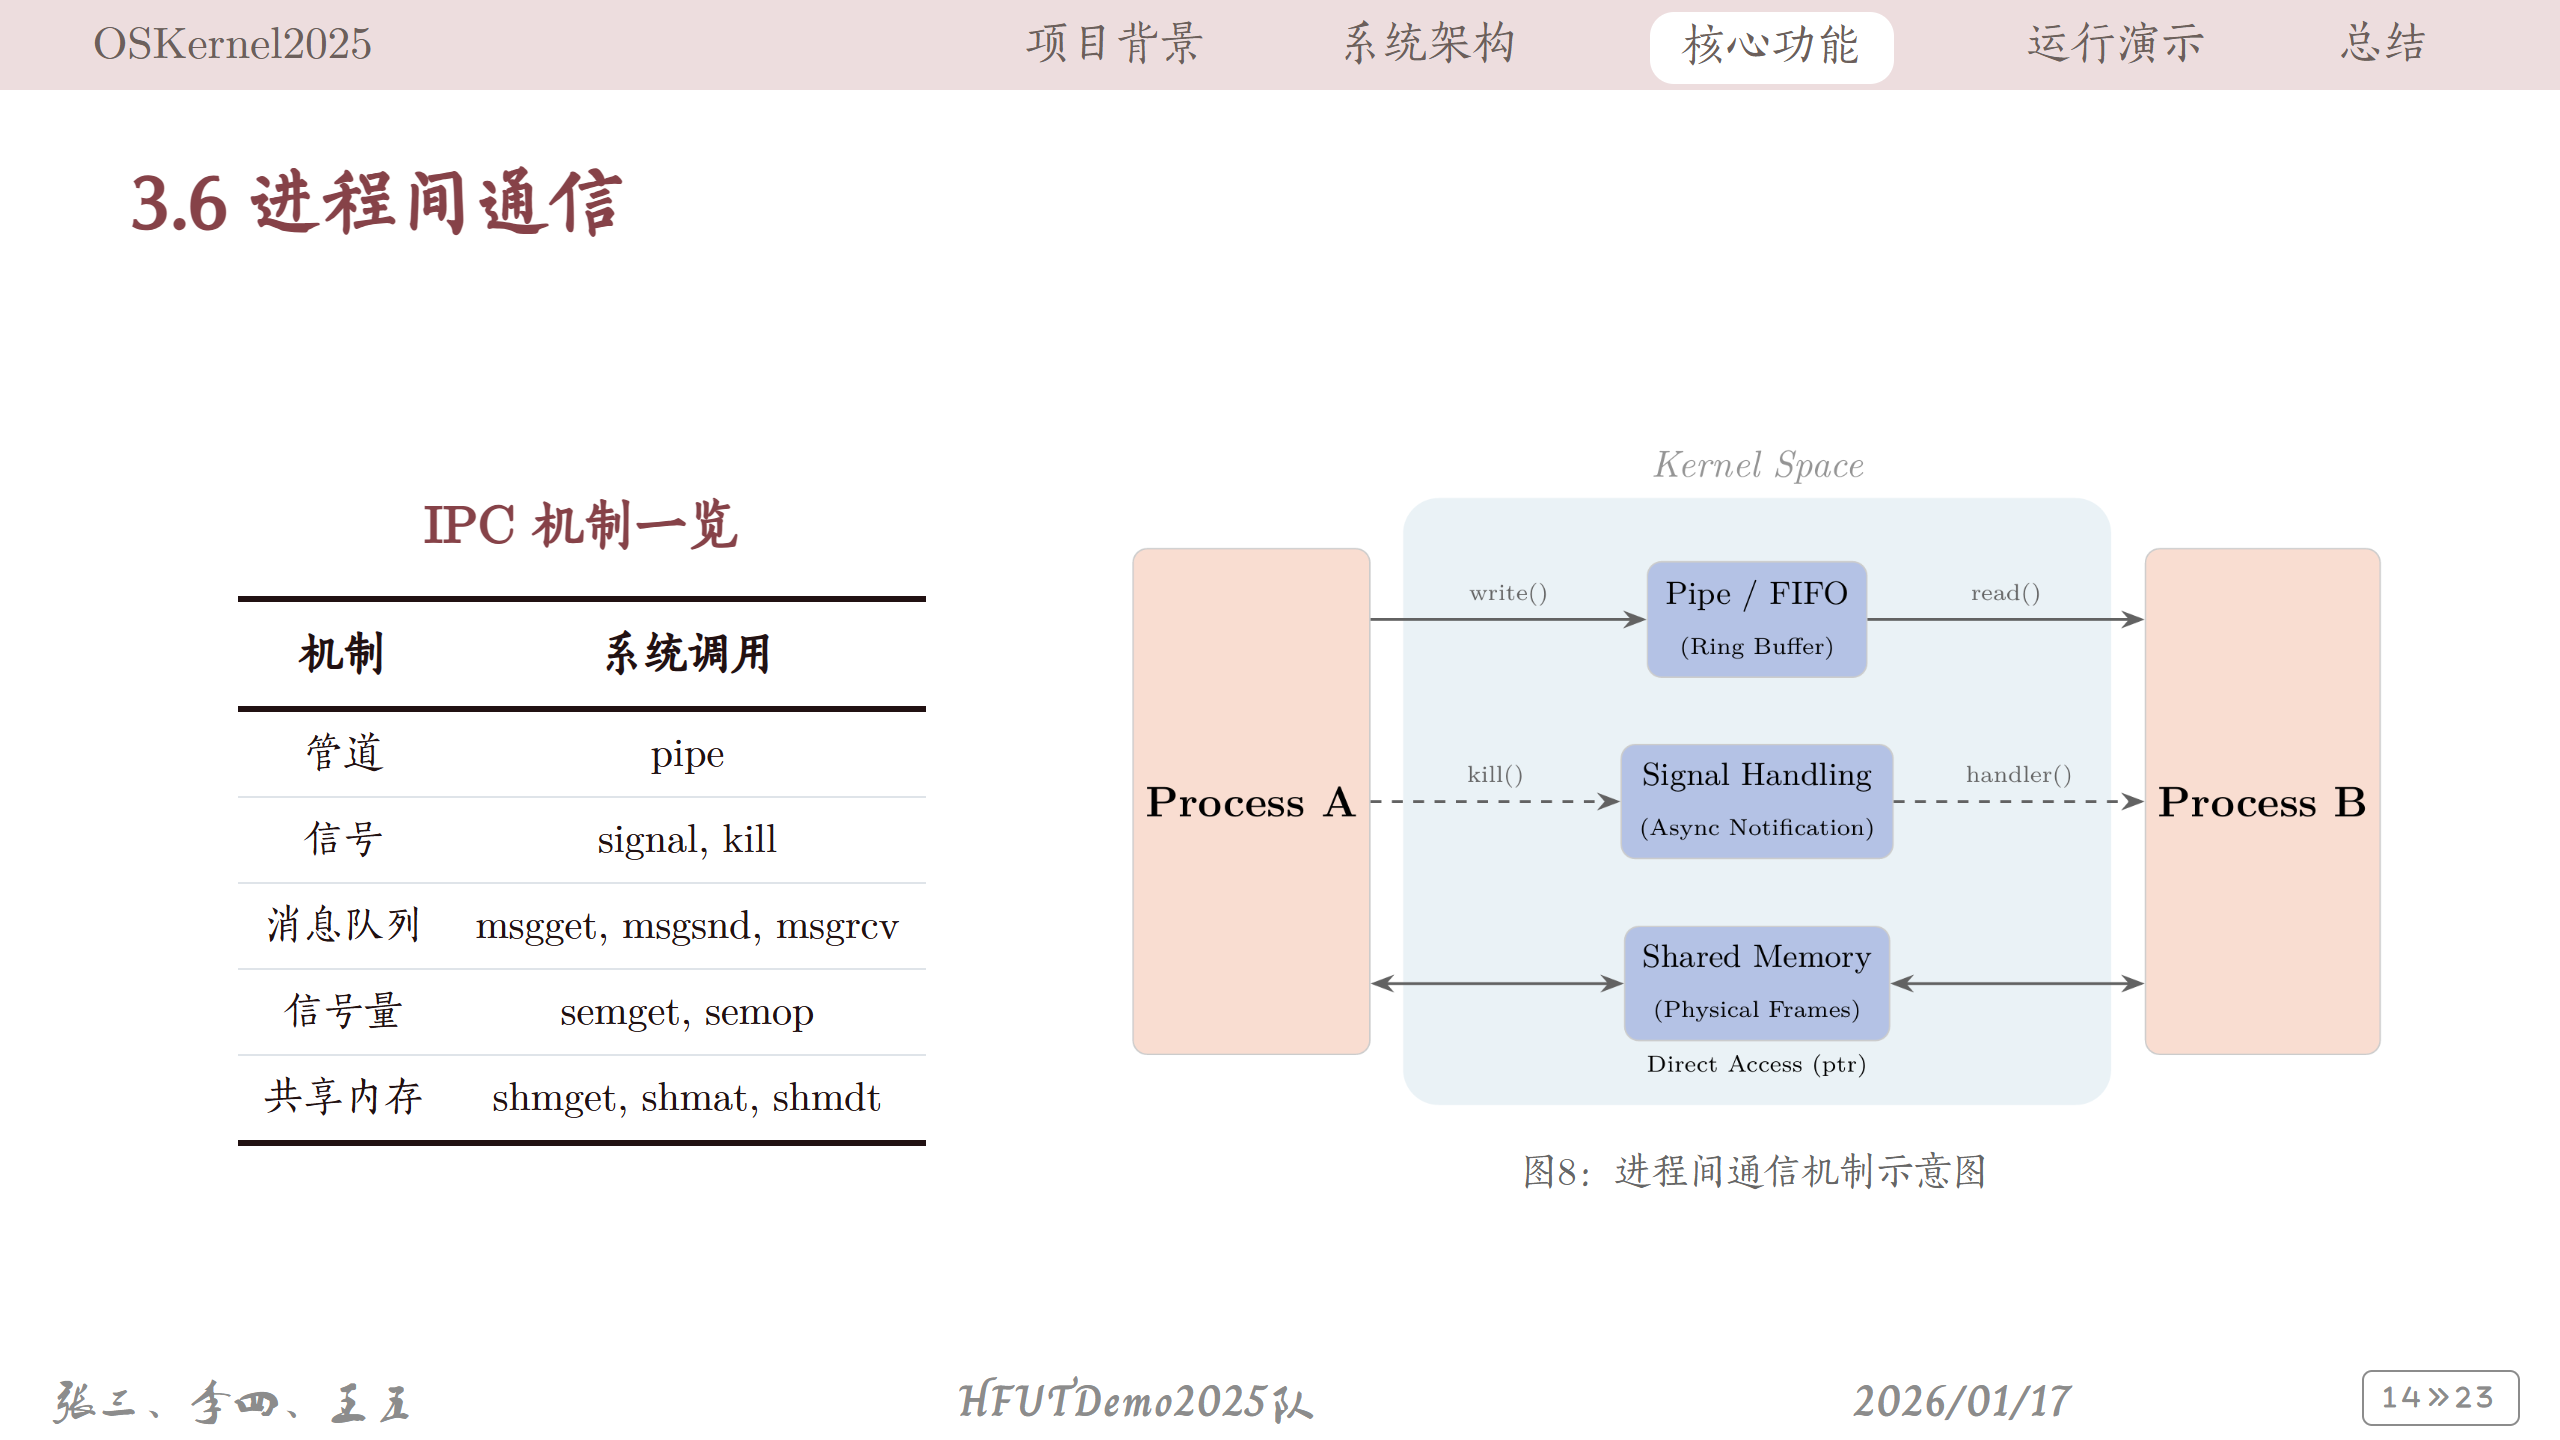 OSKernel2025 项目背景 系统架构 核心功能 运行演示 总结
3.6 进程间通信
IPC 机制一览
机制 系统调用
管道 pipe
信号 signal, kill
消息队列 msgget, msgsnd, msgrcv
信号量 semget, semop
共享内存 shmget, shmat, shmdt
Kernel Space
Process A
write()
Pipe / FIFO
(Ring Buffer)
read()
kill()
Signal Handling
(Async Notification)
handler()
Shared Memory
(Physical Frames)
Direct Access (ptr)
Process B
图8：进程间通信机制示意图
张三、李四、王五 HFUTDemo2025队 2026/01/17 14»23